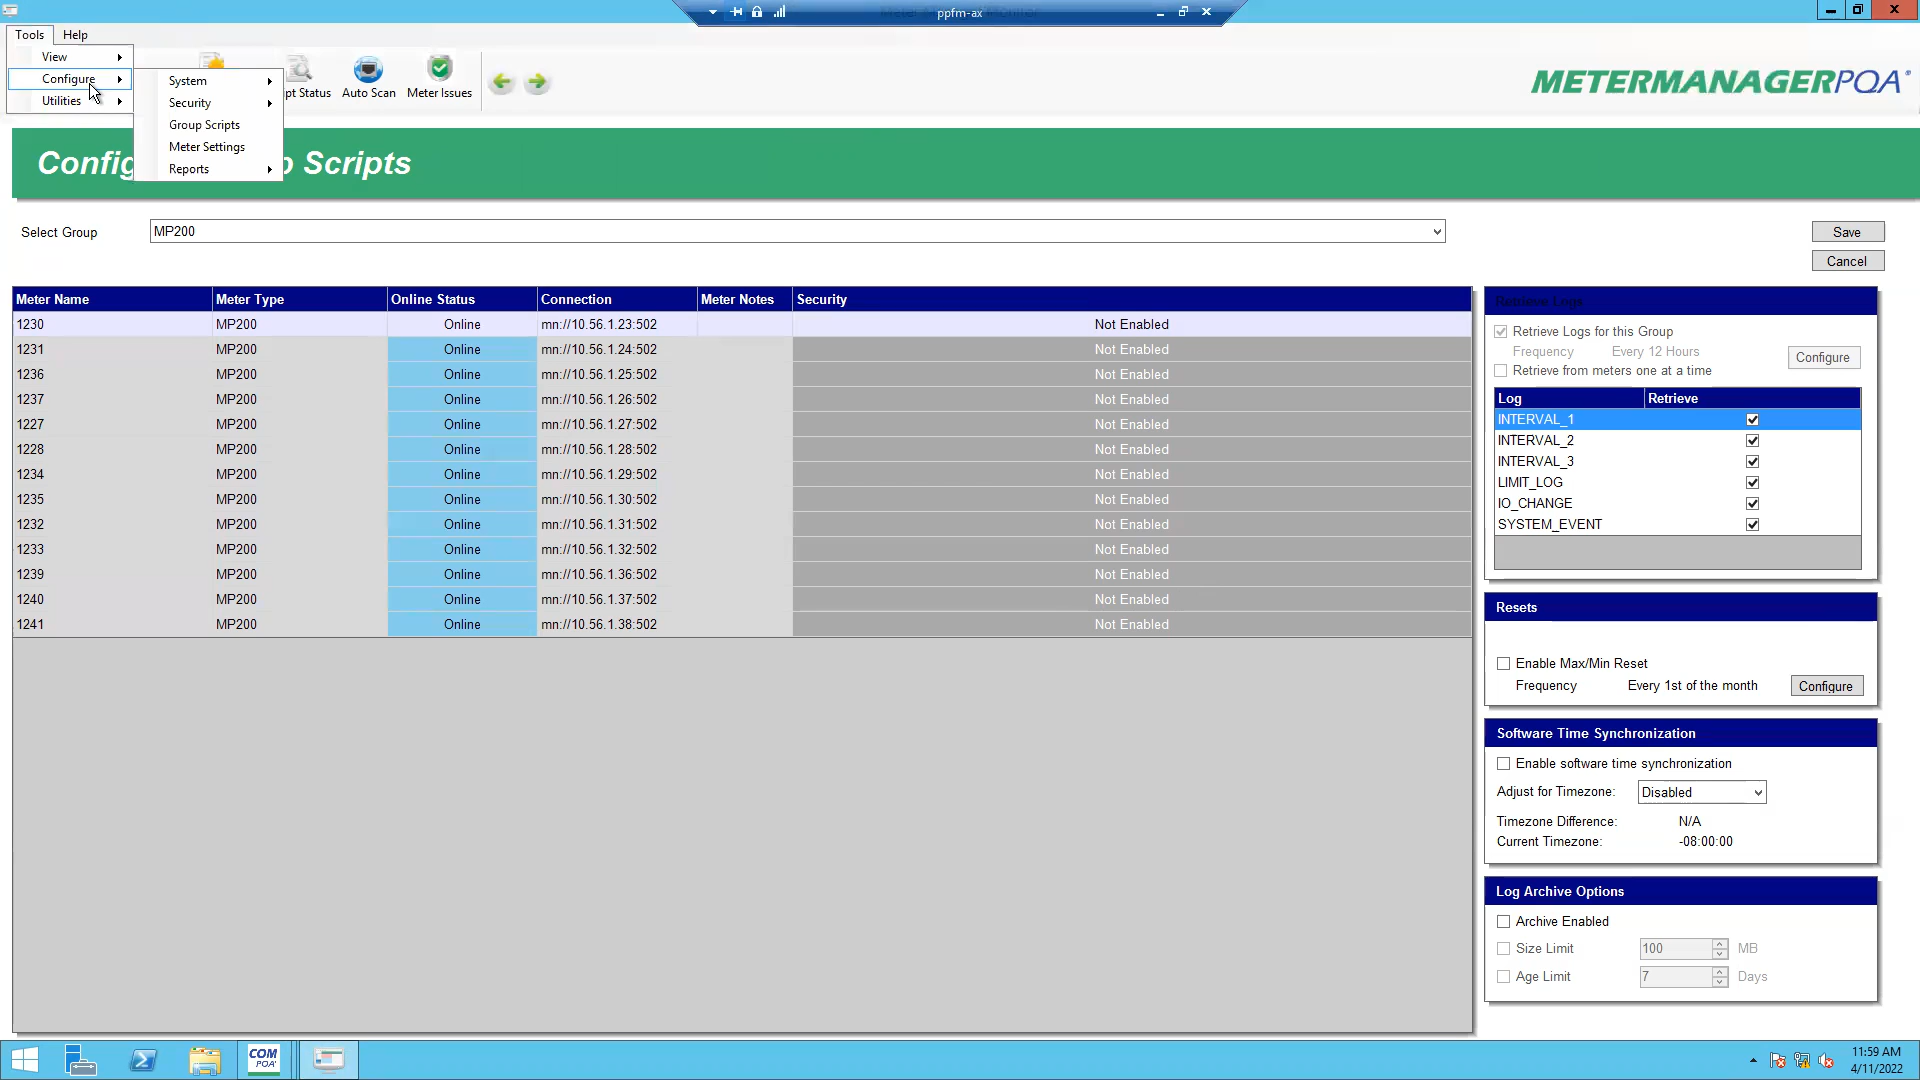 ppfm-ax
Tools Help
View
Configure
Utilities
System
Security
Group Scripts
Meter Settings
Reports
pt Status
Auto Scan
Meter Issues
METERMANAGERPQA®
Config Scripts
Select Group
MP200
Save
Cancel
Meter Name Meter Type Online Status Connection Meter Notes Security
1230 MP200 Online mn://10.56.1.23:502 Not Enabled
1231 MP200 Online mn://10.56.1.24:502 Not Enabled
1236 MP200 Online mn://10.56.1.25:502 Not Enabled
1237 MP200 Online mn://10.56.1.26:502 Not Enabled
1227 MP200 Online mn://10.56.1.27:502 Not Enabled
1228 MP200 Online mn://10.56.1.28:502 Not Enabled
1234 MP200 Online mn://10.56.1.29:502 Not Enabled
1235 MP200 Online mn://10.56.1.30:502 Not Enabled
1232 MP200 Online mn://10.56.1.31:502 Not Enabled
1233 MP200 Online mn://10.56.1.32:502 Not Enabled
1239 MP200 Online mn://10.56.1.36:502 Not Enabled
1240 MP200 Online mn://10.56.1.37:502 Not Enabled
1241 MP200 Online mn://10.56.1.38:502 Not Enabled
Retrieve Logs
Retrieve Logs for this Group
Frequency Every 12 Hours
Configure
Retrieve from meters one at a time
Log Retrieve
INTERVAL_1
INTERVAL_2
INTERVAL_3
LIMIT_LOG
IO_CHANGE
SYSTEM_EVENT
Resets
Enable Max/Min Reset
Frequency Every 1st of the month
Configure
Software Time Synchronization
Enable software time synchronization
Adjust for Timezone: Disabled
Timezone Difference: N/A
Current Timezone: -08:00:00
Log Archive Options
Archive Enabled
Size Limit 100 MB
Age Limit 7 Days
COM
PQA
11:59 AM
4/11/2022